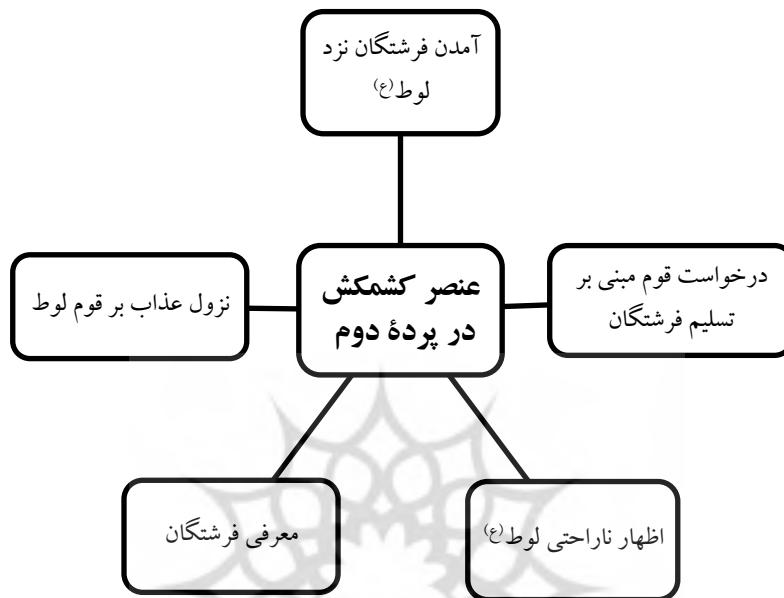 آمدن فرشتگان نزد
لوط(ع)
درخواست قوم مبنی بر
تسلیم فرشتگان
عنصر کشمکش
در پردۀ دوم
نزول عذاب بر قوم لوط
اظهار ناراحتی لوط(ع)
معرفی فرشتگان